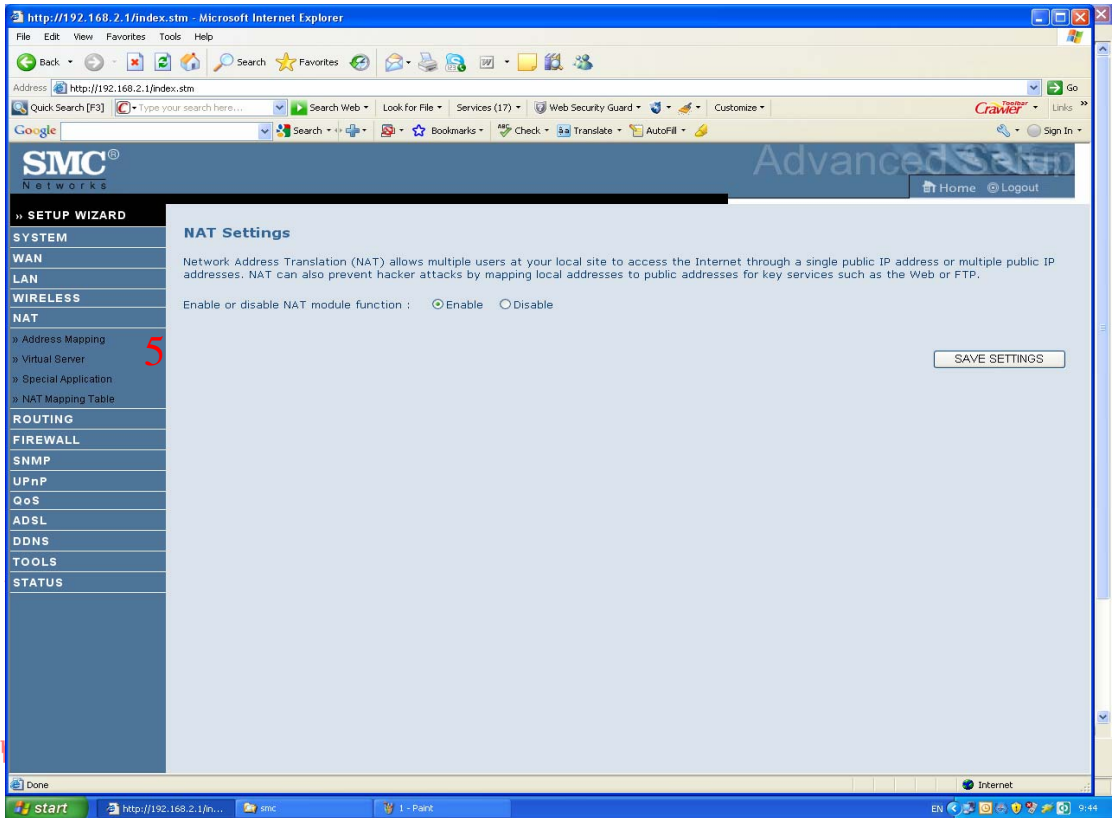 http://192.168.2.1/index.stm - Microsoft Internet Explorer
File Edit View Favorites Tools Help
Back Search Favorites
Address http://192.168.2.1/index.stm Go
Quick Search [F3] Type your search here... Search Web Look for File Services (17) Web Security Guard Customize Crawler Toolbar Links »
Google Search Bookmarks Check Translate AutoFill Sign In
SMC®
Networks
Advanced Setup
Home Logout
» SETUP WIZARD
SYSTEM
WAN
LAN
WIRELESS
NAT
» Address Mapping
» Virtual Server
5
» Special Application
» NAT Mapping Table
ROUTING
FIREWALL
SNMP
UPnP
QoS
ADSL
DDNS
TOOLS
STATUS
NAT Settings
Network Address Translation (NAT) allows multiple users at your local site to access the Internet through a single public IP address or multiple public IP
addresses. NAT can also prevent hacker attacks by mapping local addresses to public addresses for key services such as the Web or FTP.
Enable or disable NAT module function : Enable Disable
SAVE SETTINGS
Done Internet
start http://192.168.2.1/in... smc 1 - Paint EN 9:44